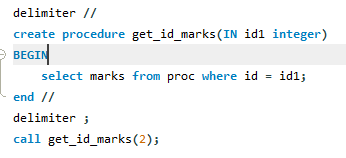 delimiter //
create procedure get_id_marks(IN id1 integer)
BEGIN
    select marks from proc where id = id1;
end //
delimiter ;
call get_id_marks(2);